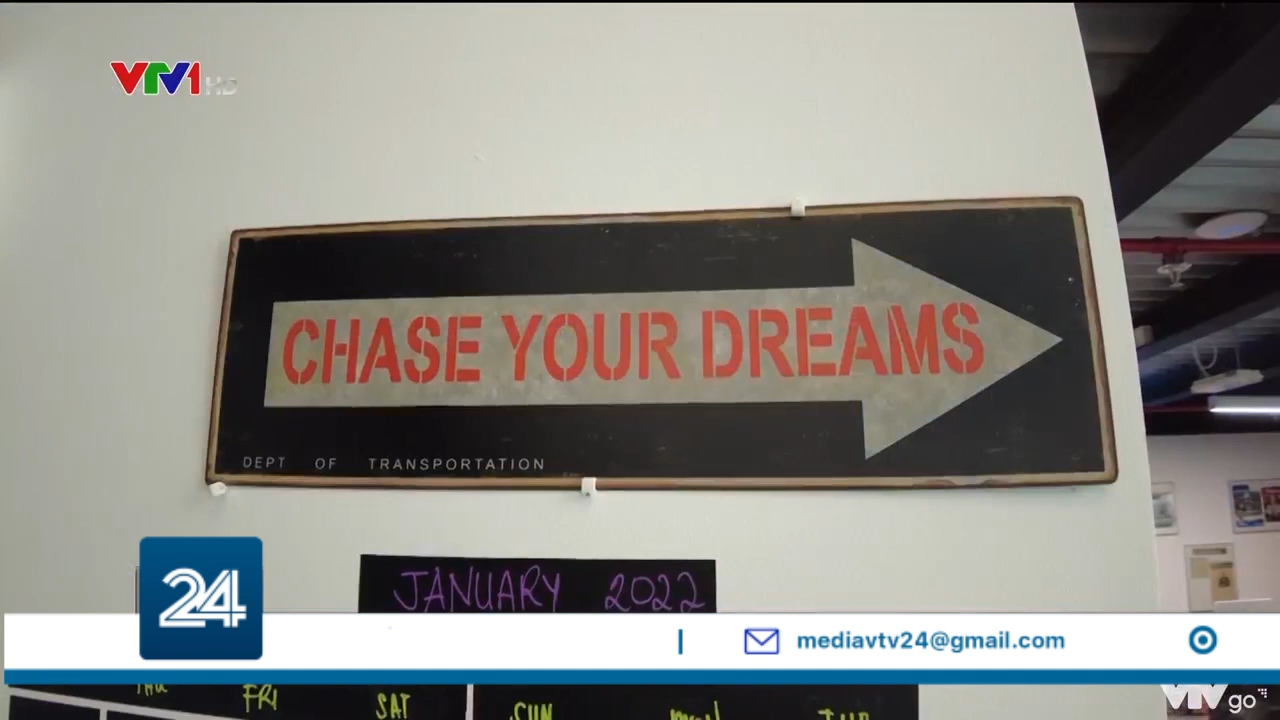 VTV1 HD
CHASE YOUR DREAMS
DEPT OF TRANSPORTATION
JANUARY 2022
24
mediavtv24@gmail.com
THU FRI SAT SUN
VTV go